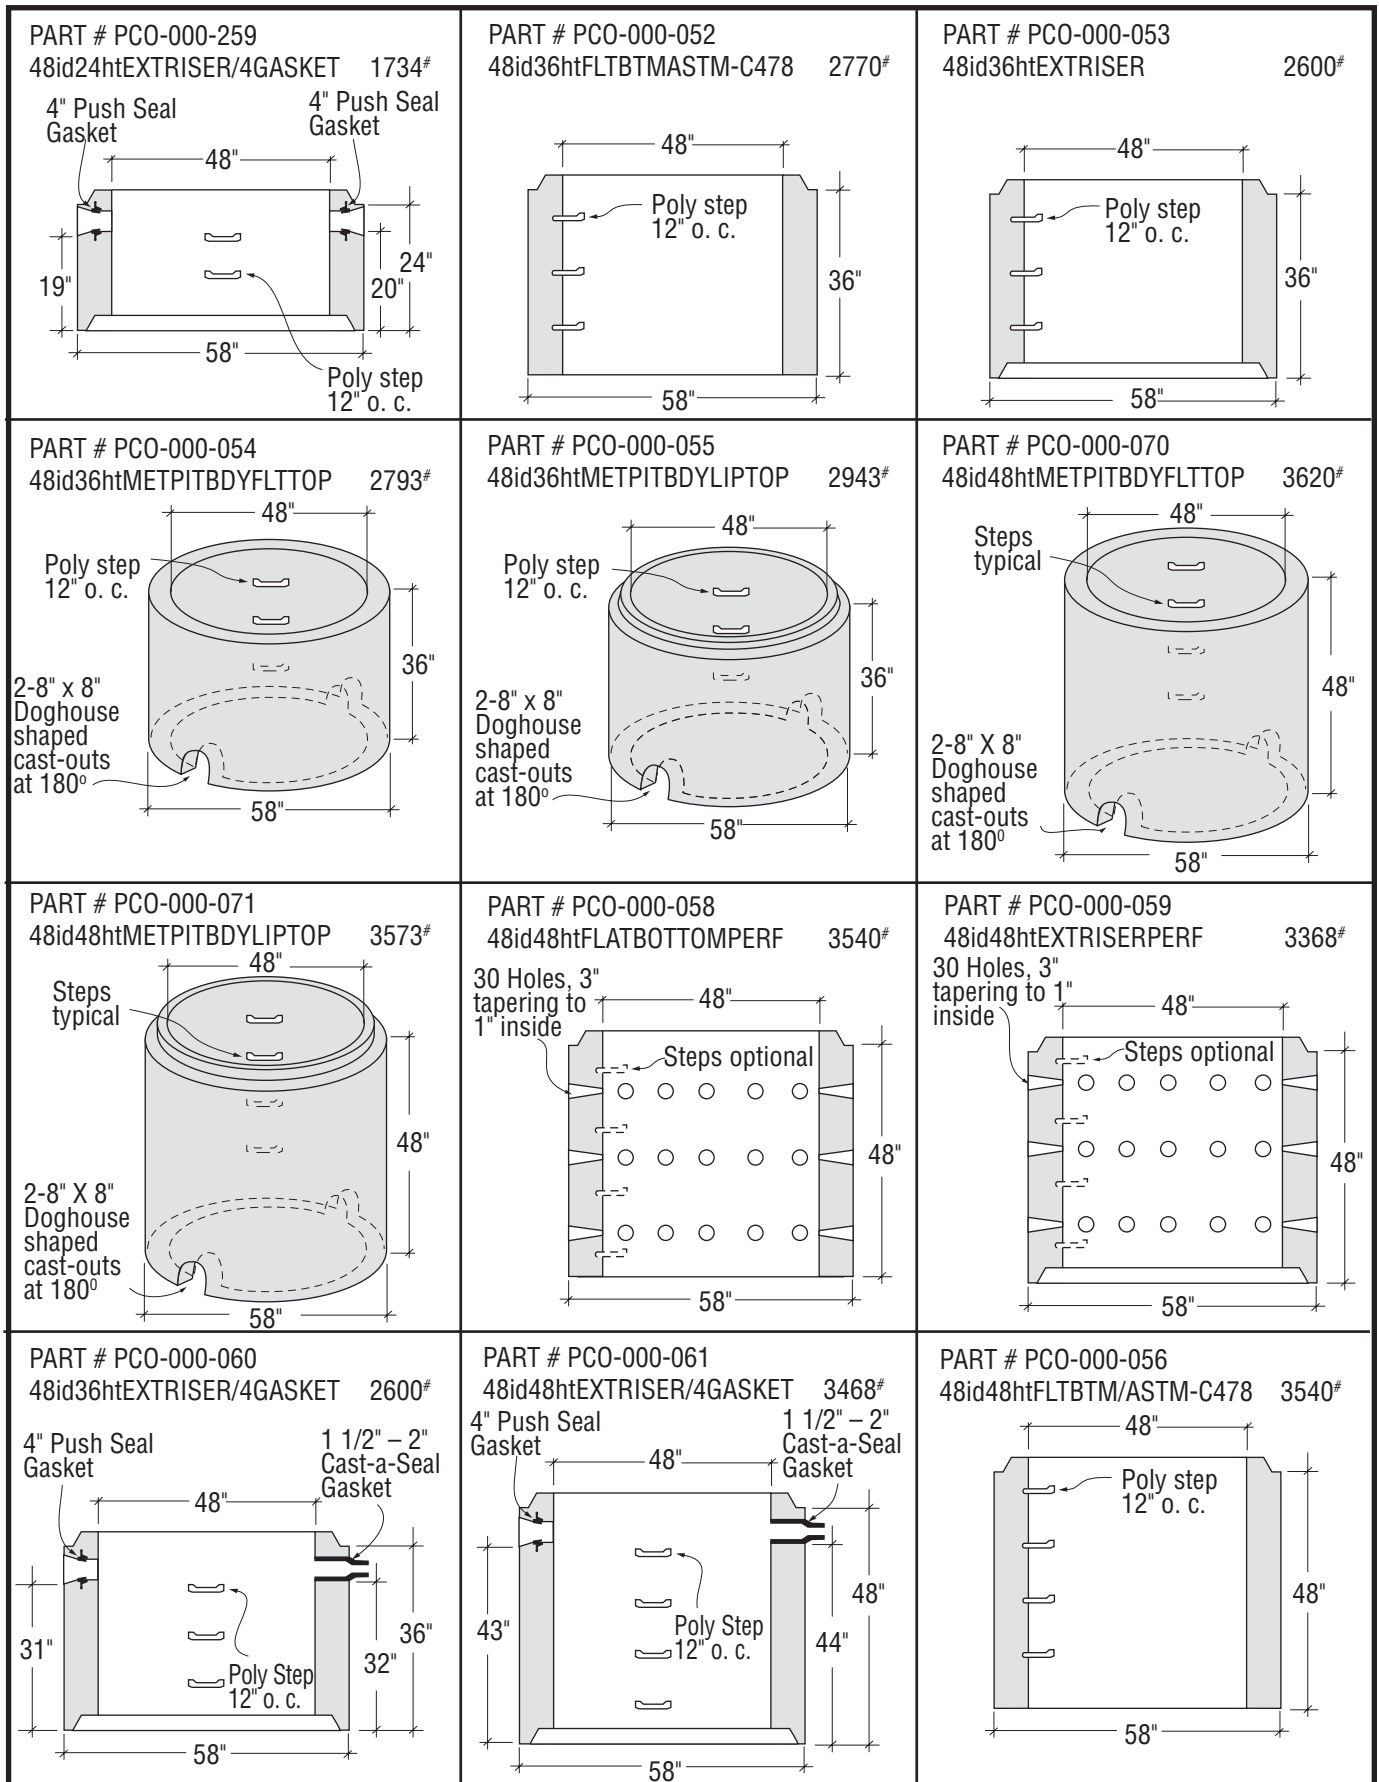 PART # PCO-000-259
48id24htEXTRISER/4GASKET 1734#
4" Push Seal
Gasket
4" Push Seal
Gasket
48"
19"
24"
20"
58"
Poly step
12" o. c.
PART # PCO-000-052
48id36htFLTBTMASTM-C478 2770#
48"
Poly step
12" o. c.
36"
58"
PART # PCO-000-053
48id36htEXTRISER 2600#
48"
Poly step
12" o. c.
36"
58"
PART # PCO-000-054
48id36htMETPITBDYFLTTOP 2793#
48"
Poly step
12" o. c.
36"
2-8" x 8"
Doghouse
shaped
cast-outs
at 180º
58"
PART # PCO-000-055
48id36htMETPITBDYLIPTOP 2943#
48"
Poly step
12" o. c.
36"
2-8" x 8"
Doghouse
shaped
cast-outs
at 180º
58"
PART # PCO-000-070
48id48htMETPITBDYFLTTOP 3620#
48"
Steps
typical
48"
2-8" X 8"
Doghouse
shaped
cast-outs
at 180⁰
58"
PART # PCO-000-071
48id48htMETPITBDYLIPTOP 3573#
48"
Steps
typical
48"
2-8" X 8"
Doghouse
shaped
cast-outs
at 180⁰
58"
PART # PCO-000-058
48id48htFLATBOTTOMPERF 3540#
30 Holes, 3"
tapering to
1" inside
48"
Steps optional
48"
58"
PART # PCO-000-059
48id48htEXTRISERPERF 3368#
30 Holes, 3"
tapering to 1"
inside
48"
Steps optional
48"
58"
PART # PCO-000-060
48id36htEXTRISER/4GASKET 2600#
4" Push Seal
Gasket
1 1/2" – 2"
Cast-a-Seal
Gasket
48"
31"
36"
32"
Poly Step
12" o. c.
58"
PART # PCO-000-061
48id48htEXTRISER/4GASKET 3468#
4" Push Seal
Gasket
1 1/2" – 2"
Cast-a-Seal
Gasket
48"
48"
43"
44"
Poly Step
12" o. c.
58"
PART # PCO-000-056
48id48htFLTBTM/ASTM-C478 3540#
48"
Poly step
12" o. c.
48"
58"